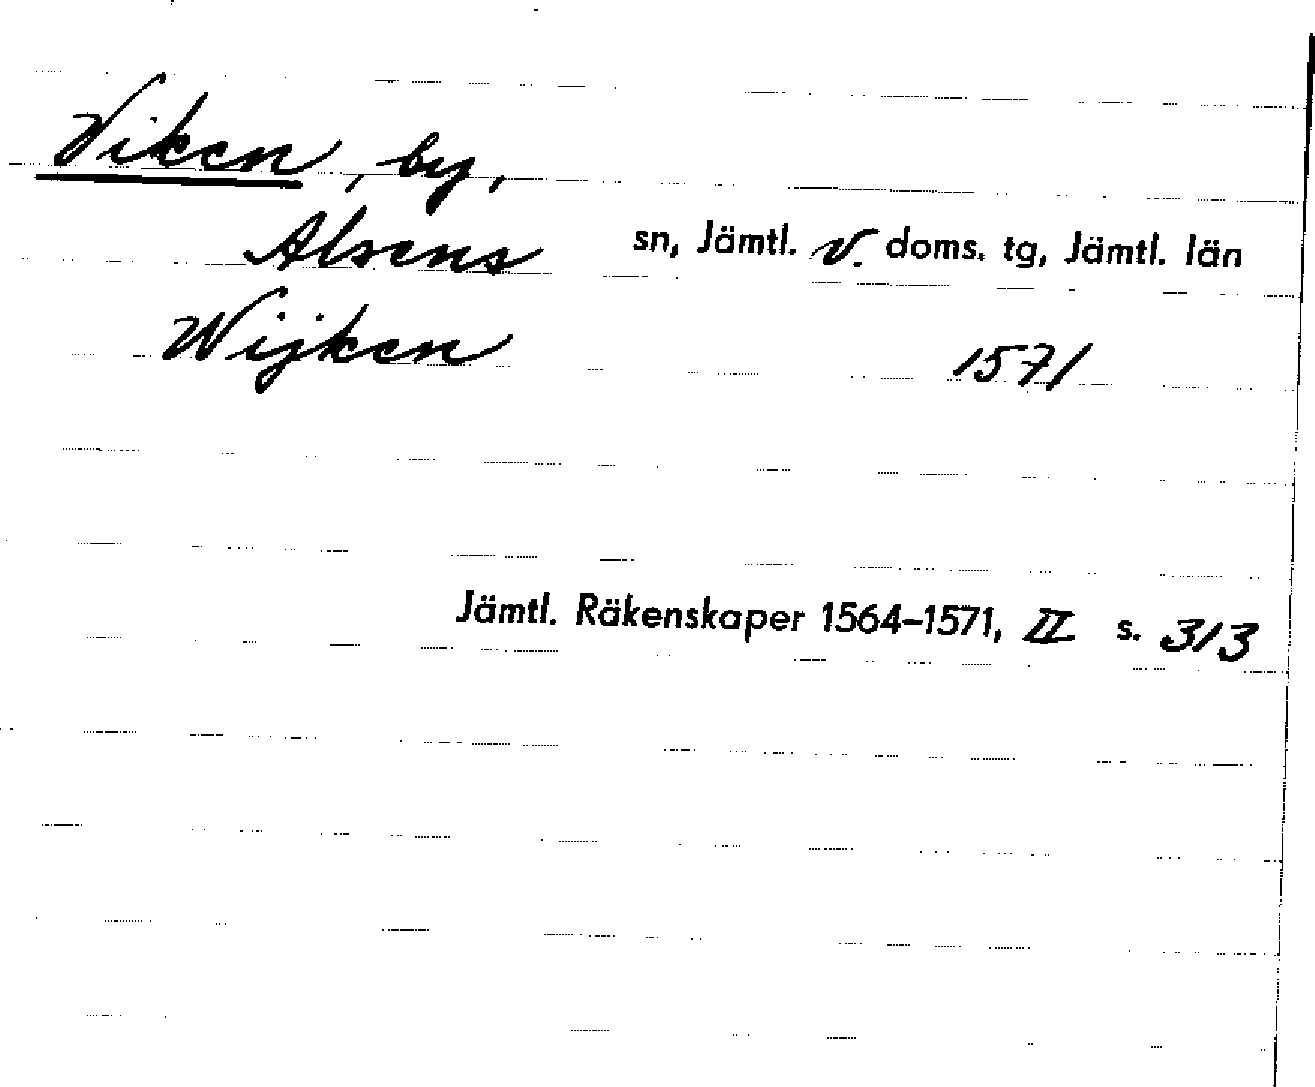 Viken, by,
Alsens sn, Jämtl. v. doms. tg, Jämtl. län
Wijken 1571
Jämtl. Räkenskaper 1564–1571, II s. 313